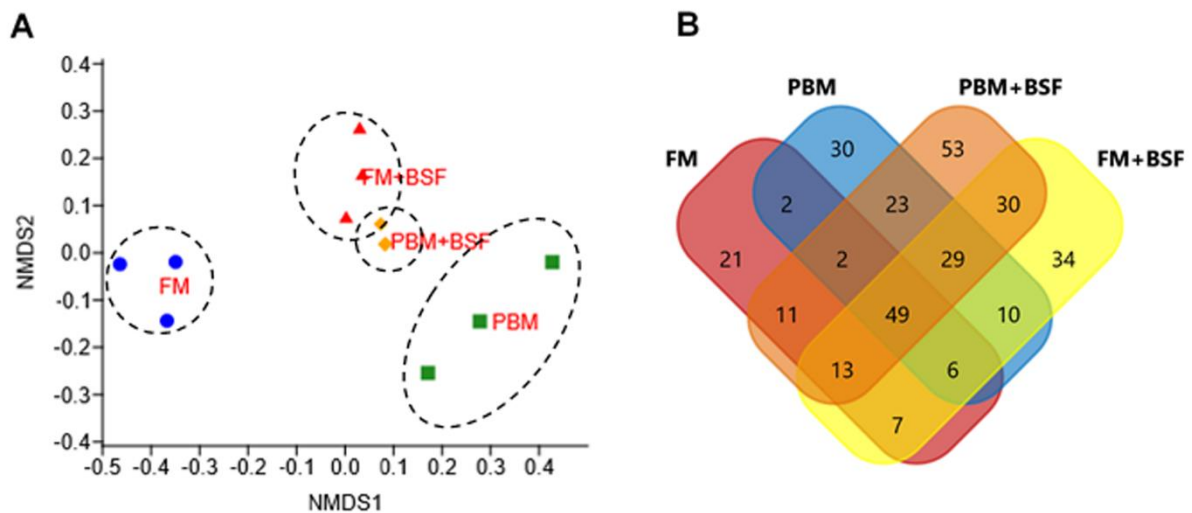 A
0.4
0.3
0.2
0.1
0.0
-0.1
-0.2
-0.3
-0.4
NMDS2
-0.5 -0.4 -0.3 -0.2 -0.1 0.0 0.1 0.2 0.3 0.4
NMDS1
FM+BSF
PBM+BSF
FM
PBM
B
PBM PBM+BSF
FM FM+BSF
30 53
2 23 30
21 2 29 34
11 49 10
13 6
7